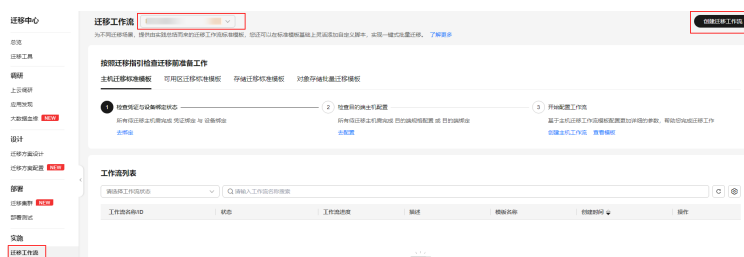 迁移中心
总览
迁移工具
调研
上云调研
应用发现
大数据血缘 NEW
设计
迁移方案设计
迁移方案配置 NEW
部署
迁移集群 NEW
部署测试
实施
迁移工作流
迁移工作流
创建迁移工作流
为不同迁移场景，提供由实践总结而来的迁移工作流标准模板，您还可以在标准模板基础上灵活添加自定义脚本，实现一键式批量迁移。 了解更多
按照迁移指引检查迁移前准备工作
主机迁移标准模板 可用区迁移标准模板 存储迁移标准模板 对象存储批量迁移模板
1 检查凭证与设备绑定状态
所有待迁移主机需完成 凭证绑定 与 设备绑定
去绑定
2 检查目的端主机配置
所有待迁移主机需完成 目的端规格配置 或 目的端绑定
去配置
3 开始配置工作流
基于主机迁移工作流模板配置更加详细的参数，帮助您完成迁移工作
创建主机工作流 查看模板
工作流列表
请选择工作流状态
请输入工作流名称搜索
工作流名称/ID 状态 工作流进度 描述 模板名称 创建时间 操作